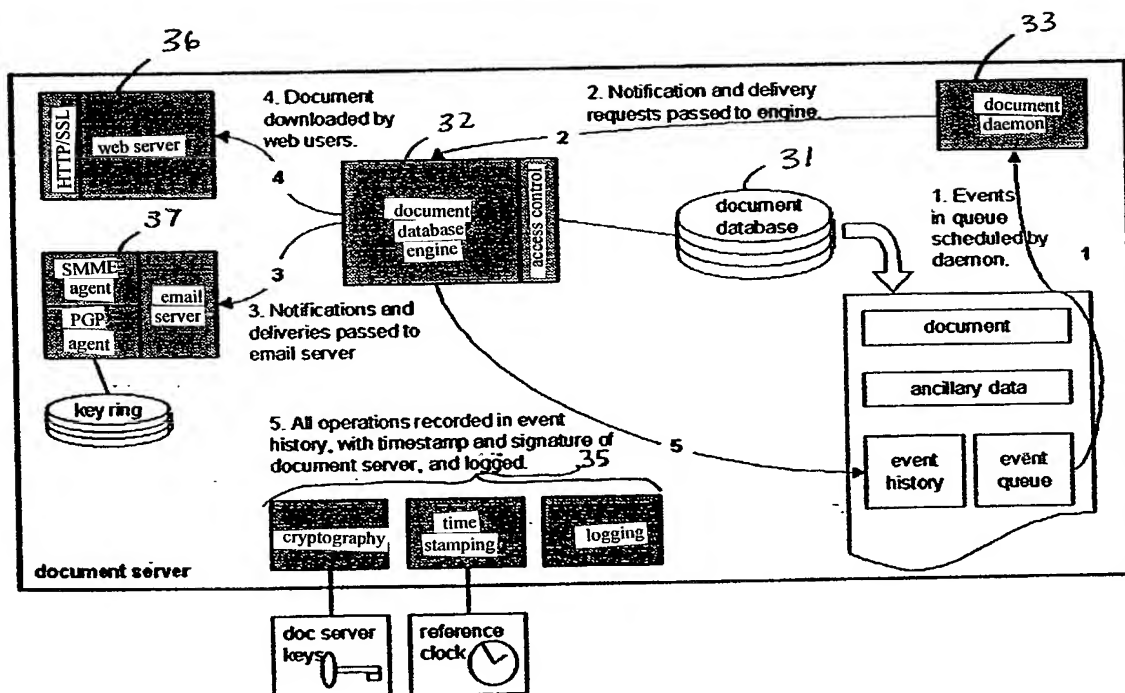 36
33
HTTP/SSL
web server
4. Document
downloaded by
web users.
4
32
2. Notification and delivery
requests passed to engine.
2
document
daemon
document
database
engine
access control
31
document
database
1. Events
in queue
scheduled by
daemon.
1
37
SMME
agent
PGP
agent
email
server
3
3. Notifications and
deliveries passed to
email server
key ring
document
ancillary data
event
history
event
queue
5. All operations recorded in event
history, with timestamp and signature of
document server, and logged.
35
5
cryptography
time
stamping
logging
document server
doc server
keys
reference
clock